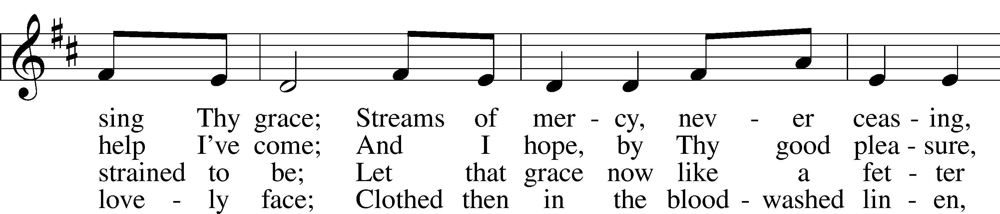 sing Thy grace; Streams of mer - cy, nev - er ceas - ing,
help I've come; And I hope, by Thy good plea - sure,
strained to be; Let that grace now like a fet - ter
love - ly face; Clothed then in the blood - washed lin - en,